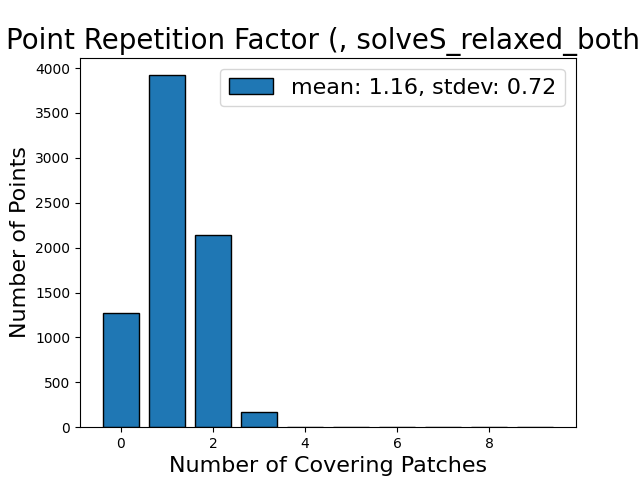 Point Repetition Factor (, solveS_relaxed_both
mean: 1.16, stdev: 0.72
4000
3500
3000
2500
2000
1500
1000
500
0
Number of Points
0 2 4 6 8
Number of Covering Patches